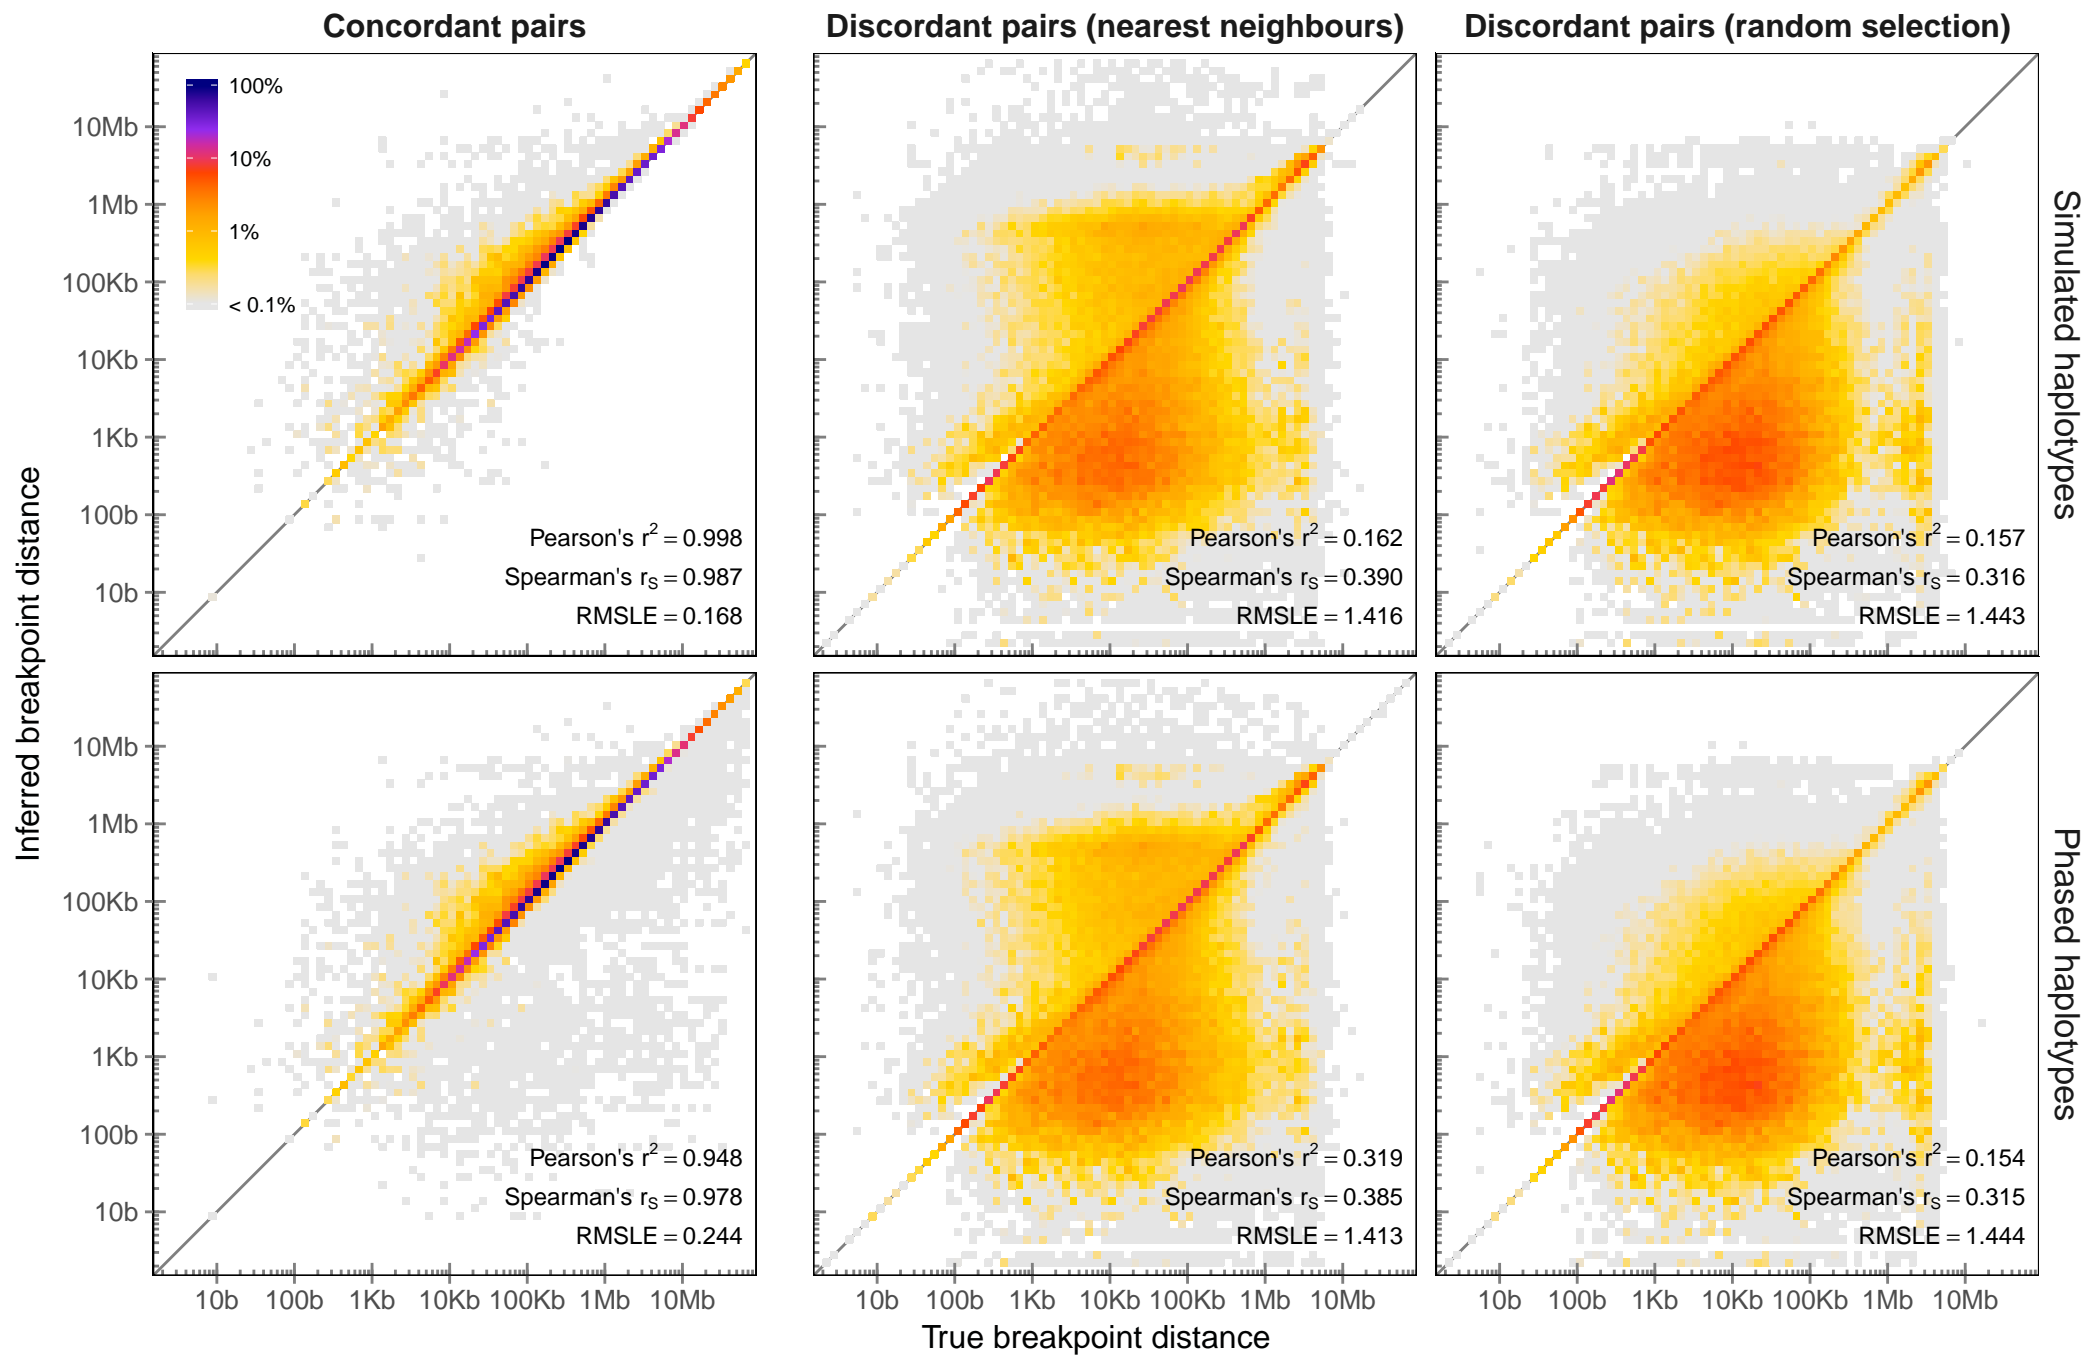 Concordant pairs
Discordant pairs (nearest neighbours)
Discordant pairs (random selection)
100%
10%
1%
< 0.1%
10Mb
1Mb
100Kb
10Kb
1Kb
100b
10b
Pearson's r² = 0.998
Spearman's rS = 0.987
RMSLE = 0.168
Pearson's r² = 0.162
Spearman's rS = 0.390
RMSLE = 1.416
Pearson's r² = 0.157
Spearman's rS = 0.316
RMSLE = 1.443
Simulated haplotypes
Inferred breakpoint distance
10Mb
1Mb
100Kb
10Kb
1Kb
100b
10b
Pearson's r² = 0.948
Spearman's rS = 0.978
RMSLE = 0.244
Pearson's r² = 0.319
Spearman's rS = 0.385
RMSLE = 1.413
Pearson's r² = 0.154
Spearman's rS = 0.315
RMSLE = 1.444
Phased haplotypes
10b 100b 1Kb 10Kb 100Kb 1Mb 10Mb
10b 100b 1Kb 10Kb 100Kb 1Mb 10Mb
10b 100b 1Kb 10Kb 100Kb 1Mb 10Mb
True breakpoint distance